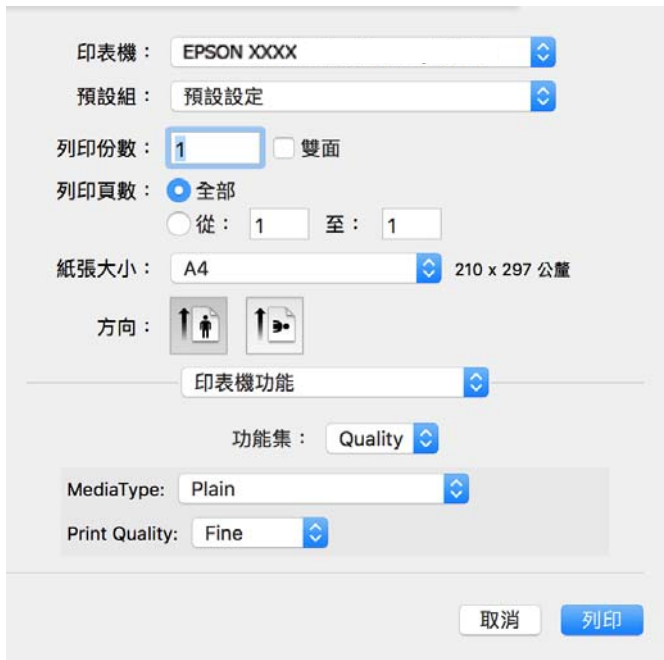 印表機： EPSON XXXX
預設組： 預設設定
列印份數： 1 雙面
列印頁數： 全部
從： 1 至： 1
紙張大小： A4 210 x 297 公釐
方向：
印表機功能
功能集： Quality
MediaType: Plain
Print Quality: Fine
取消 列印